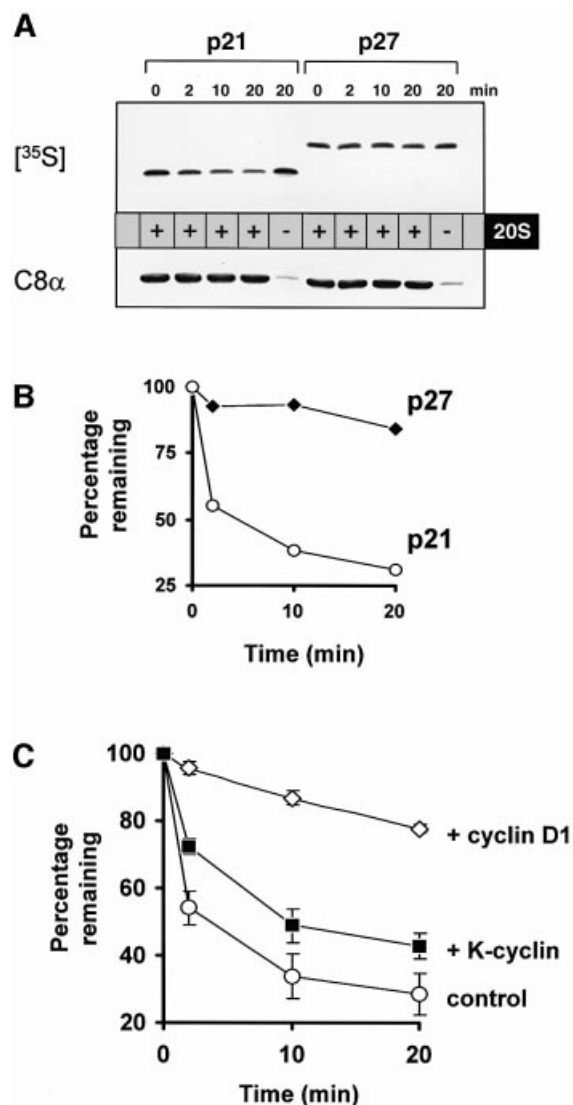 A
p21 p27
0 2 10 20 20 0 2 10 20 20 min
[³⁵S]
+ + + + - + + + + - 20S
C8α
B
100
75
50
25
0 10 20
Percentage
remaining
Time (min)
p27
p21
C
100
80
60
40
20
0 10 20
Percentage
remaining
Time (min)
+ cyclin D1
+ K-cyclin
control